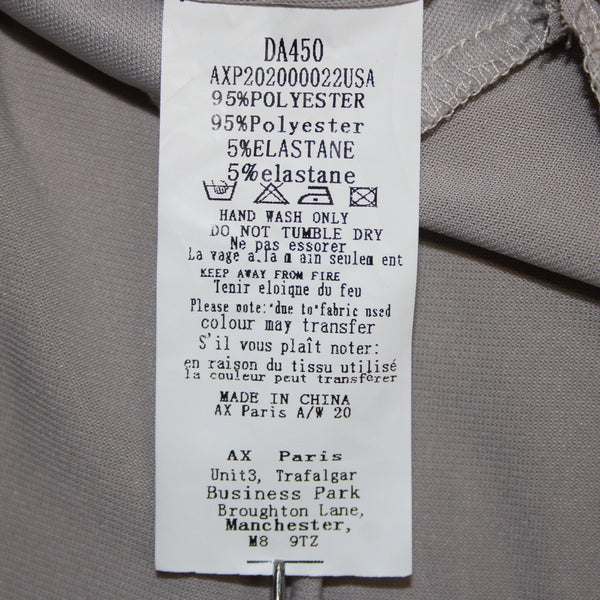 DA450
AXP202000022USA
95%POLYESTER
95%Polyester
5%ELASTANE
5%elastane
HAND WASH ONLY
DO NOT TUMBLE DRY
Ne pas essorer
La vage a la m ain seulem ent
KEEP AWAY FROM FIRE
Tenir eloique du feu
Please note:'due to'fabric used
colour may transfer
S'il vous plaît noter:
en raison du tissu utilisé
la couleur peut transférer
MADE IN CHINA
AX Paris A/W 20
AX Paris
Unit3, Trafalgar
Business Park
Broughton Lane,
Manchester,
M8 9TZ